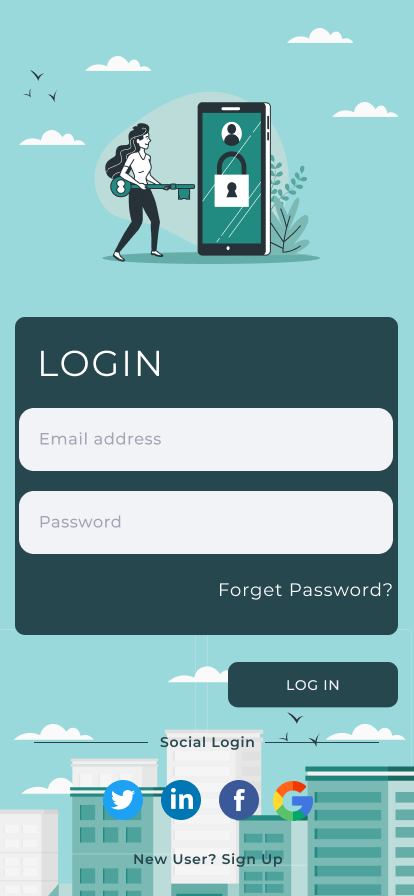 LOGIN
Email address
Password
Forget Password?
LOG IN
Social Login
in
f
G
New User? Sign Up